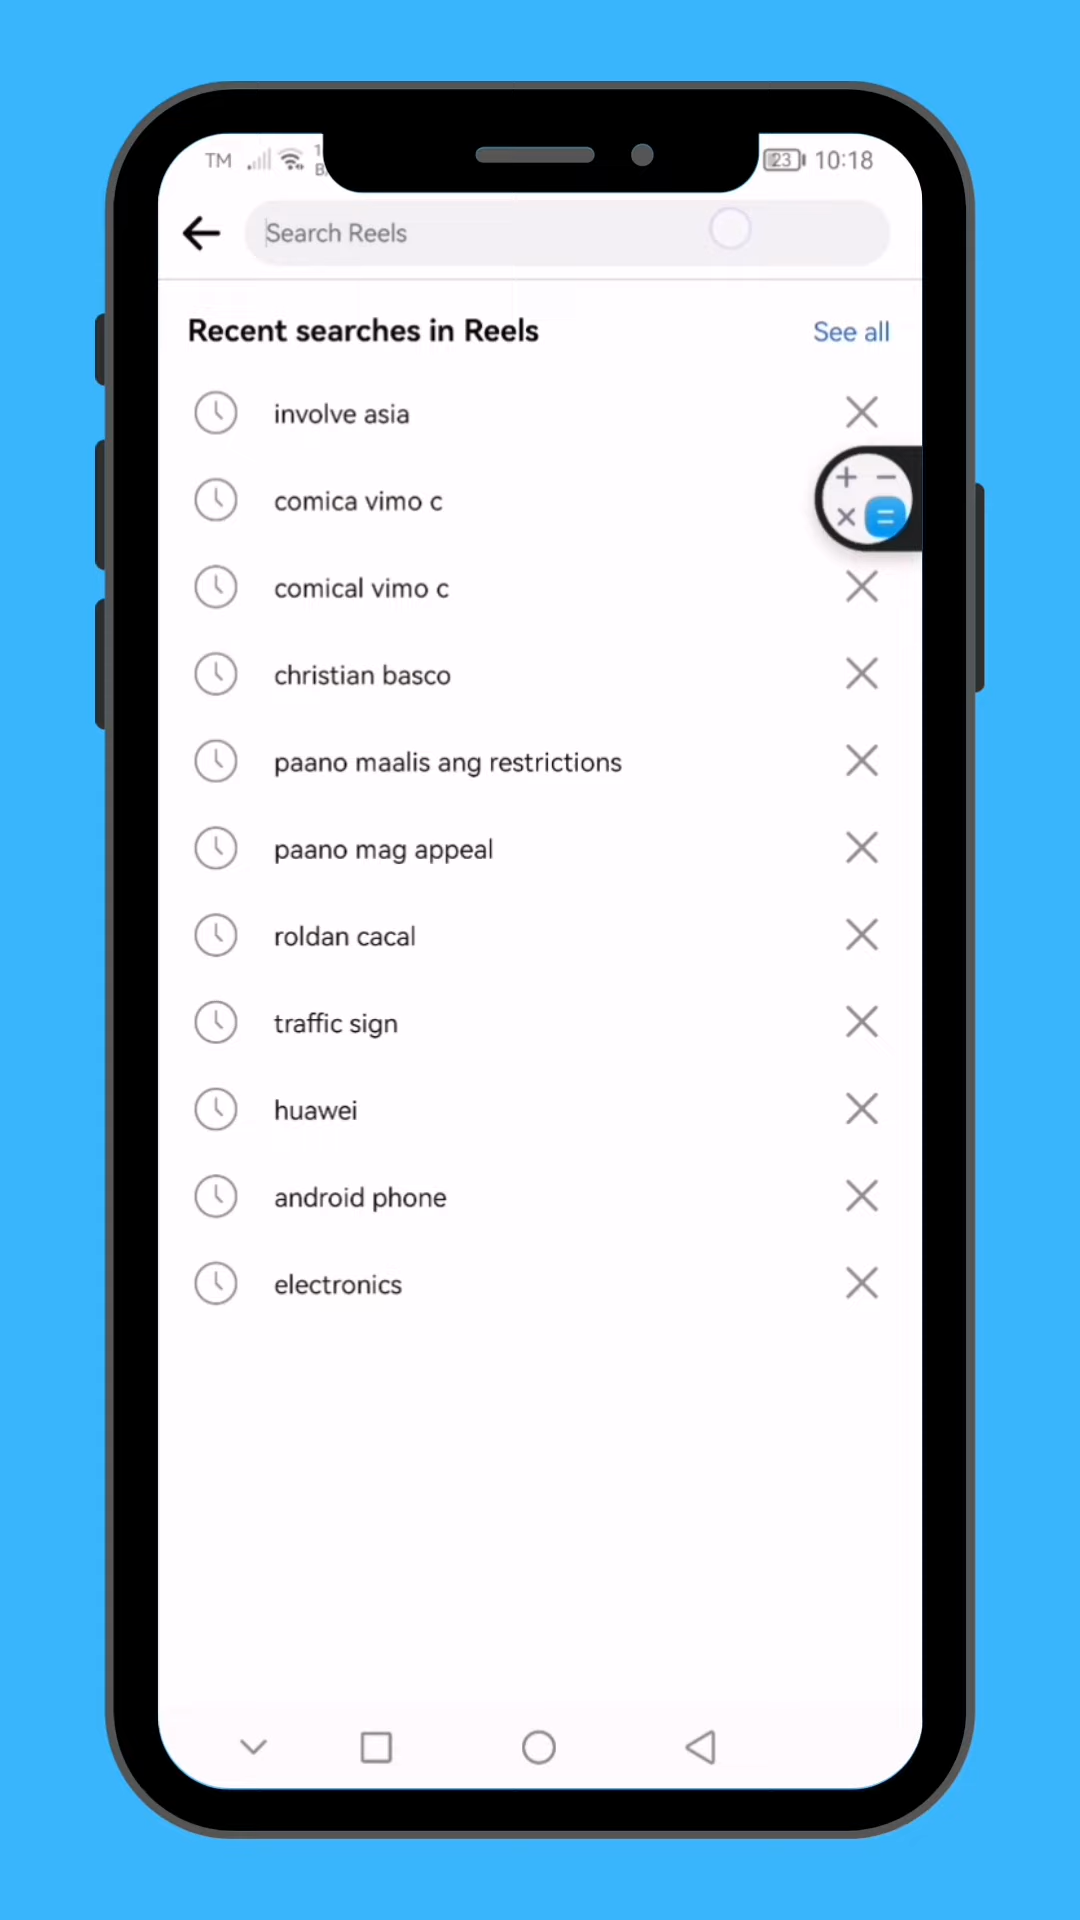 TM 23 10:18
Search Reels
Recent searches in Reels See all
involve asia
comica vimo c
comical vimo c
christian basco
paano maalis ang restrictions
paano mag appeal
roldan cacal
traffic sign
huawei
android phone
electronics